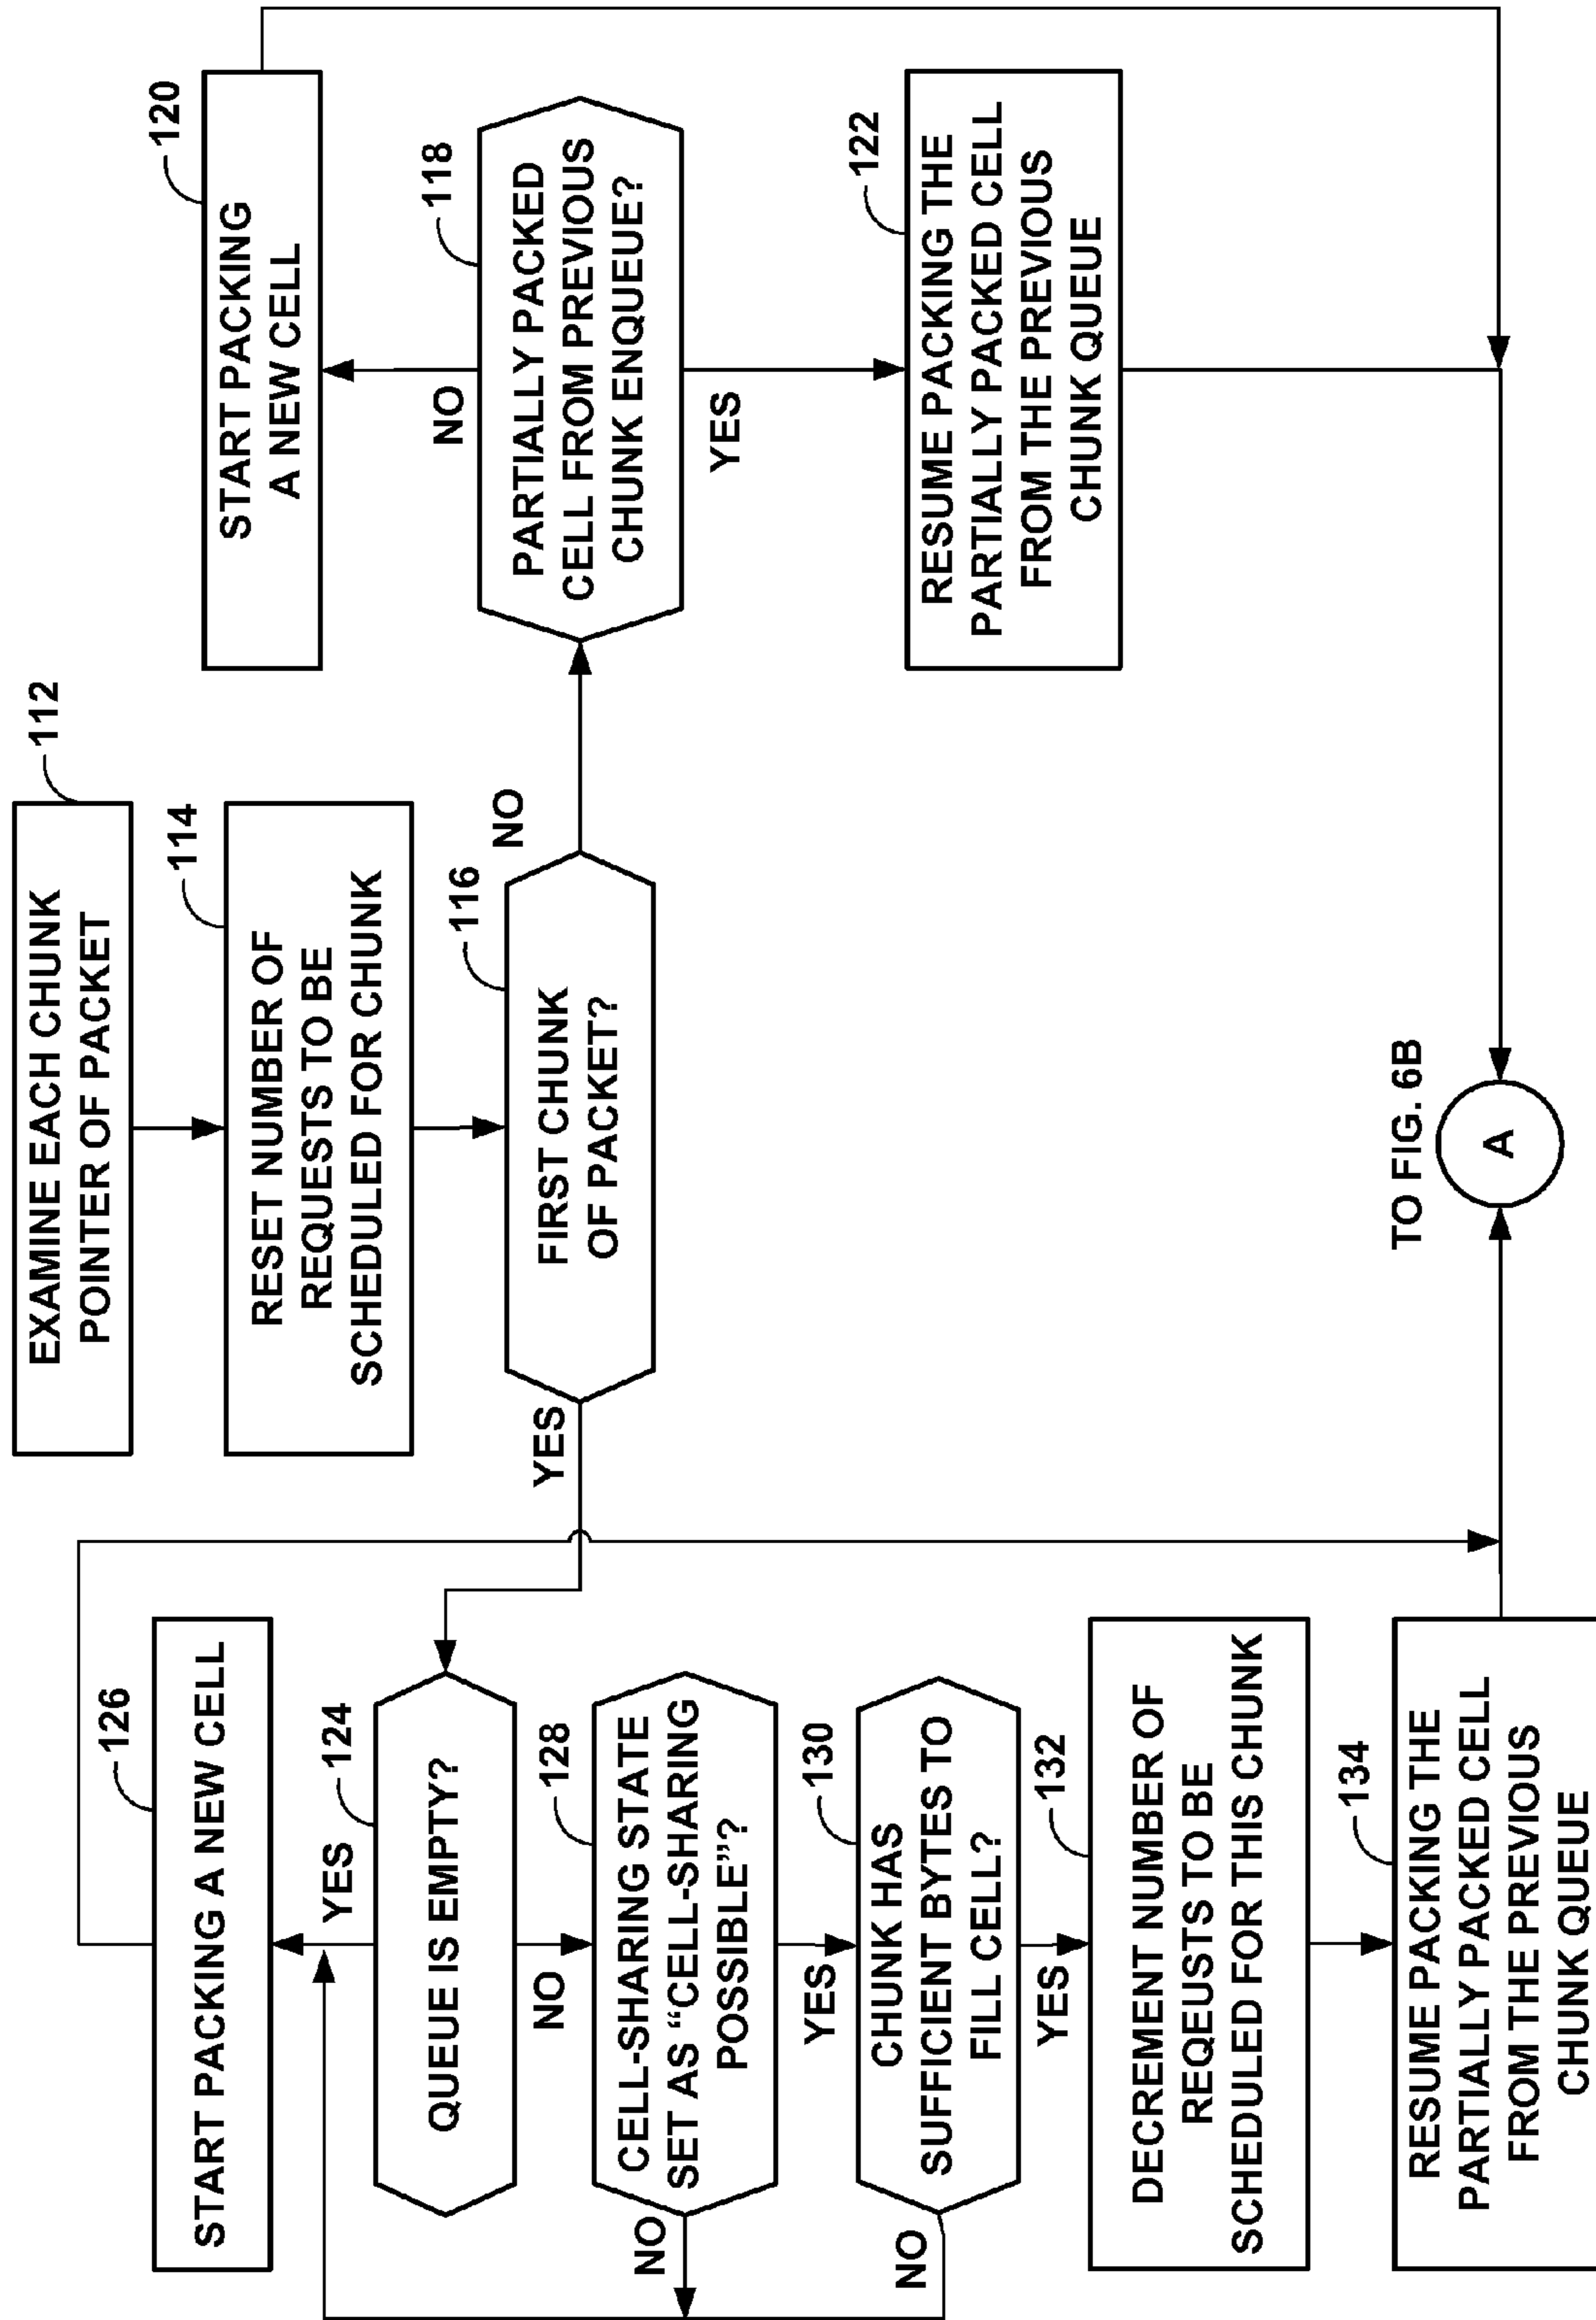 EXAMINE EACH CHUNK
POINTER OF PACKET
112
RESET NUMBER OF
REQUESTS TO BE
SCHEDULED FOR CHUNK
114
FIRST CHUNK
OF PACKET?
116
YES
NO
START PACKING A NEW CELL
126
YES
QUEUE IS EMPTY?
124
NO
CELL-SHARING STATE
SET AS “CELL-SHARING
POSSIBLE”?
128
NO
YES
CHUNK HAS
SUFFICIENT BYTES TO
FILL CELL?
130
NO
YES
DECREMENT NUMBER OF
REQEUSTS TO BE
SCHEDULED FOR THIS CHUNK
132
RESUME PACKING THE
PARTIALLY PACKED CELL
FROM THE PREVIOUS
CHUNK QUEUE
134
START PACKING
A NEW CELL
120
NO
PARTIALLY PACKED
CELL FROM PREVIOUS
CHUNK ENQUEUE?
118
YES
RESUME PACKING THE
PARTIALLY PACKED CELL
FROM THE PREVIOUS
CHUNK QUEUE
122
TO FIG. 6B
A